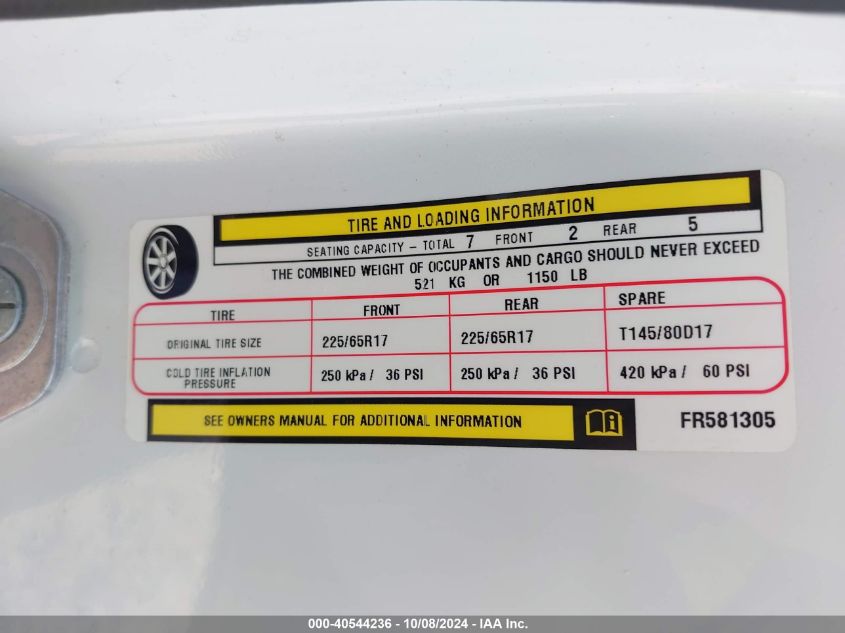 TIRE AND LOADING INFORMATION
SEATING CAPACITY – TOTAL 7 FRONT 2 REAR 5
THE COMBINED WEIGHT OF OCCUPANTS AND CARGO SHOULD NEVER EXCEED
521 KG OR 1150 LB
TIRE FRONT REAR SPARE
ORIGINAL TIRE SIZE 225/65R17 225/65R17 T145/80D17
COLD TIRE INFLATION
PRESSURE 250 kPa / 36 PSI 250 kPa / 36 PSI 420 kPa / 60 PSI
SEE OWNERS MANUAL FOR ADDITIONAL INFORMATION
FR581305
000-40544236 - 10/08/2024 - IAA Inc.